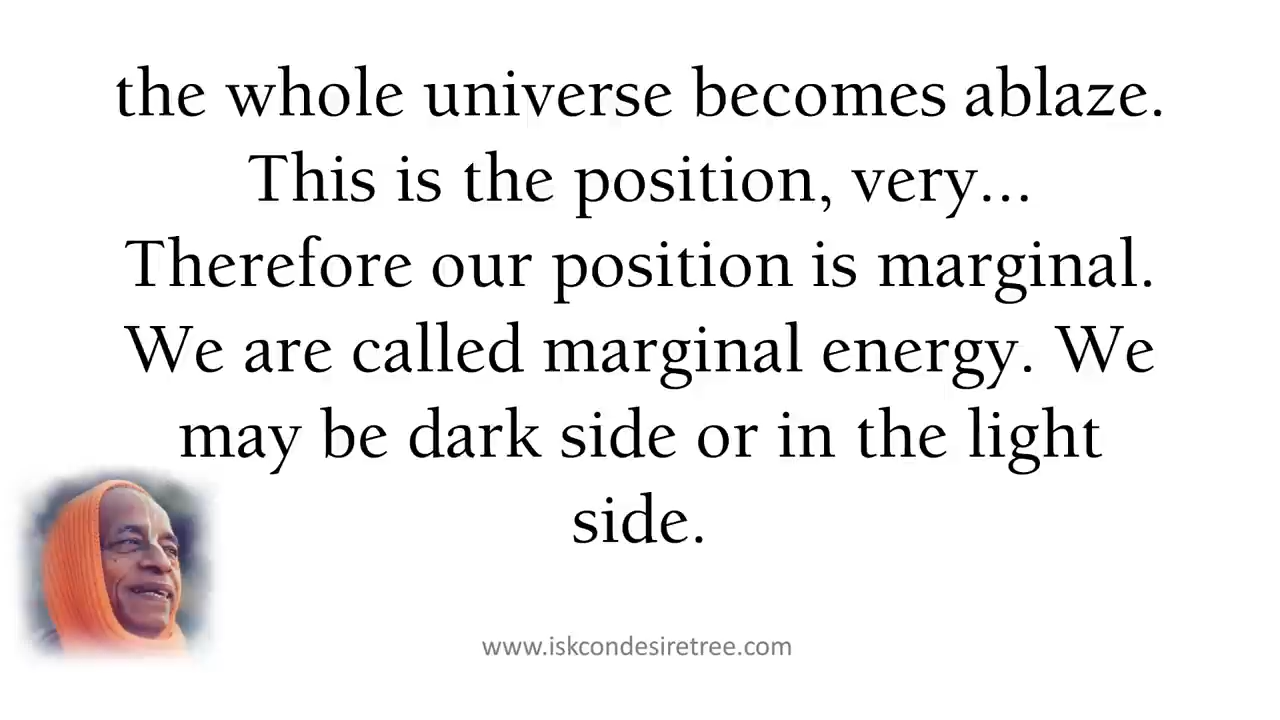 the whole universe becomes ablaze.
This is the position, very...
Therefore our position is marginal.
We are called marginal energy. We
may be dark side or in the light
side.
www.iskcondesiretree.com